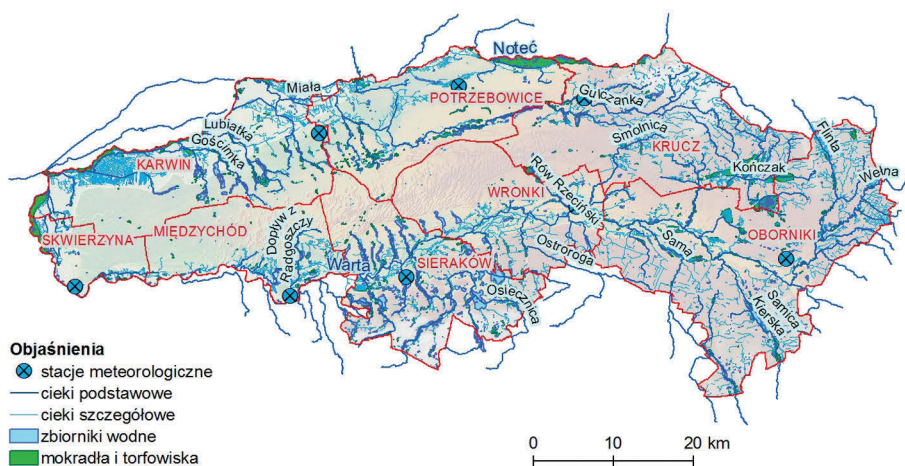 Noteć
Miała
POTRZEBOWICE
Gulczanka
Lubiatka
Gościmka
Smolnica
Flinta
KRUCZ
KARWIN
Kończak
Rów Rzeciński
Wełna
WRONKI
SKWIERZYNA
MIĘDZYCHÓD
Dopływ z
Radgoszczy
Ostroroga
Sama
OBORNIKI
Warta
SIERAKÓW
Osiecznica
Samica
Kierska
Objaśnienia
stacje meteorologiczne
cieki podstawowe
cieki szczegółowe
zbiorniki wodne
mokradła i torfowiska
0 10 20 km